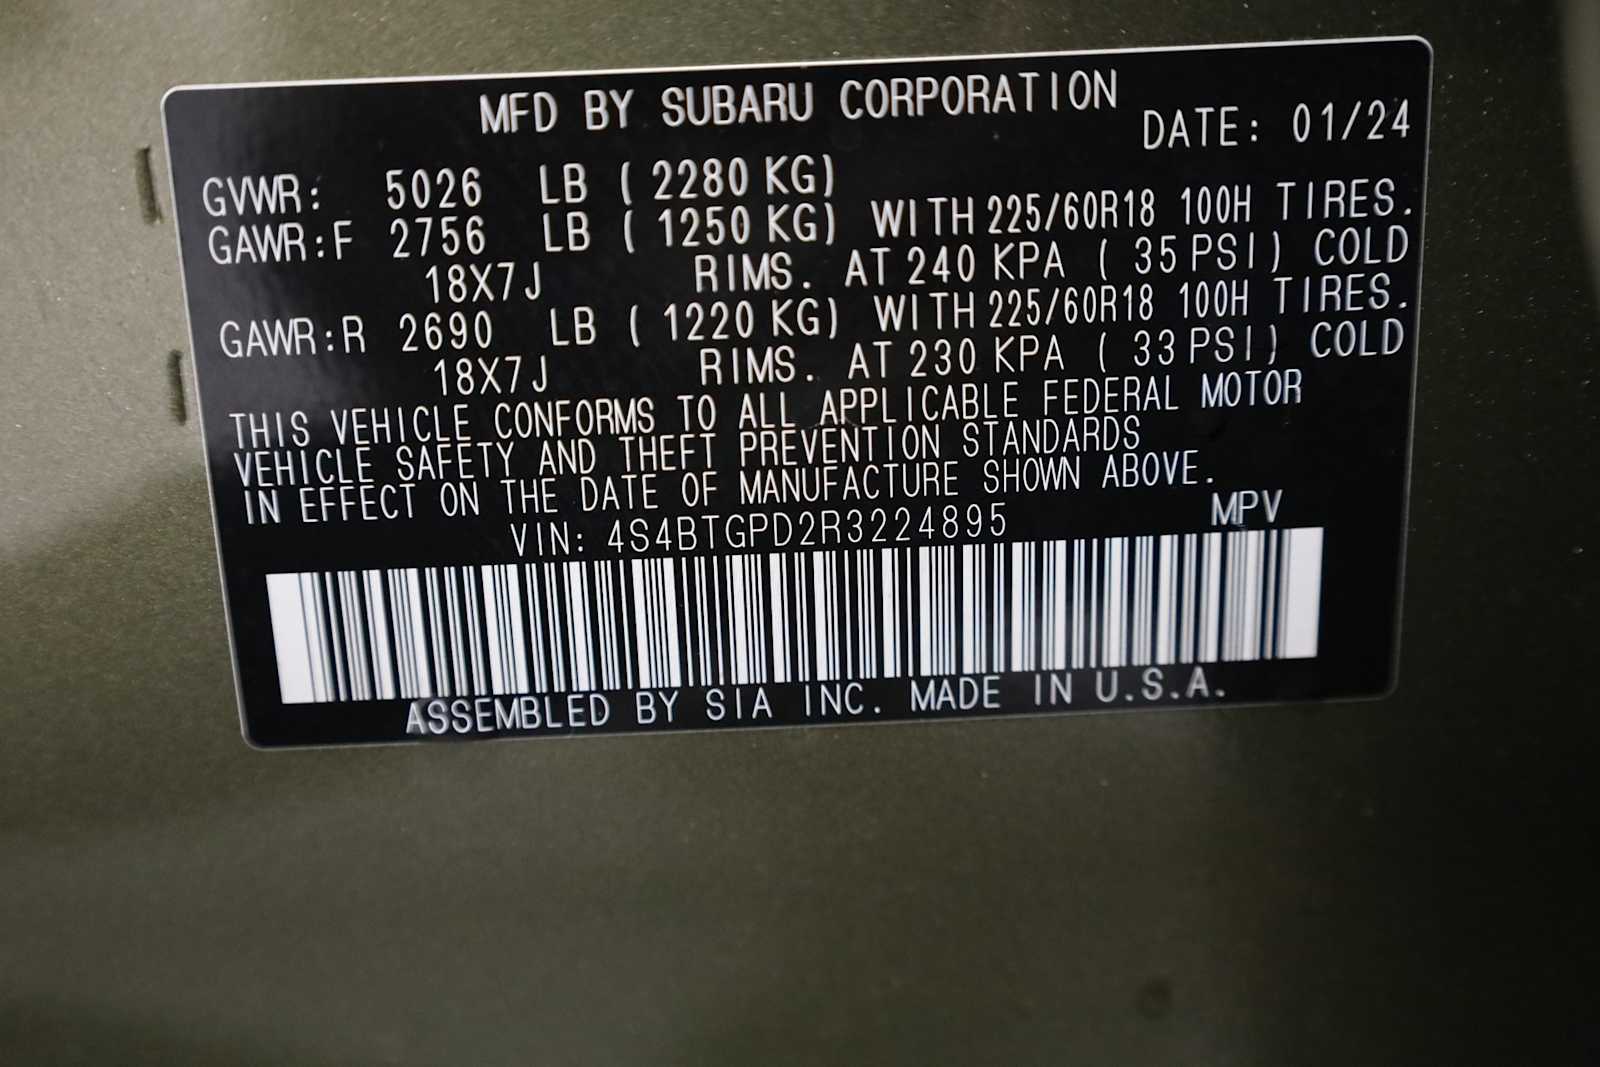 MFD BY SUBARU CORPORATION
DATE: 01/24
GVWR: 5026 LB ( 2280 KG)
GAWR:F 2756 LB ( 1250 KG) WITH 225/60R18 100H TIRES.
18X7J RIMS. AT 240 KPA ( 35 PSI) COLD
GAWR:R 2690 LB ( 1220 KG) WITH 225/60R18 100H TIRES.
18X7J RIMS. AT 230 KPA ( 33 PSI) COLD
THIS VEHICLE CONFORMS TO ALL APPLICABLE FEDERAL MOTOR
VEHICLE SAFETY AND THEFT PREVENTION STANDARDS
IN EFFECT ON THE DATE OF MANUFACTURE SHOWN ABOVE.
VIN: 4S4BTGPD2R3224895 MPV
ASSEMBLED BY SIA INC. MADE IN U.S.A.